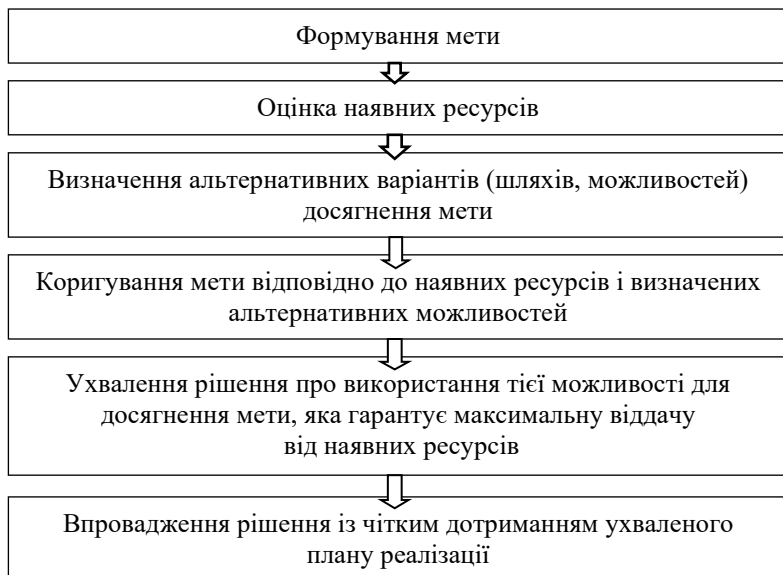 Формування мети
Оцінка наявних ресурсів
Визначення альтернативних варіантів (шляхів, можливостей)
досягнення мети
Коригування мети відповідно до наявних ресурсів і визначених
альтернативних можливостей
Ухвалення рішення про використання тієї можливості для
досягнення мети, яка гарантує максимальну віддачу
від наявних ресурсів
Впровадження рішення із чітким дотриманням ухваленого
плану реалізації